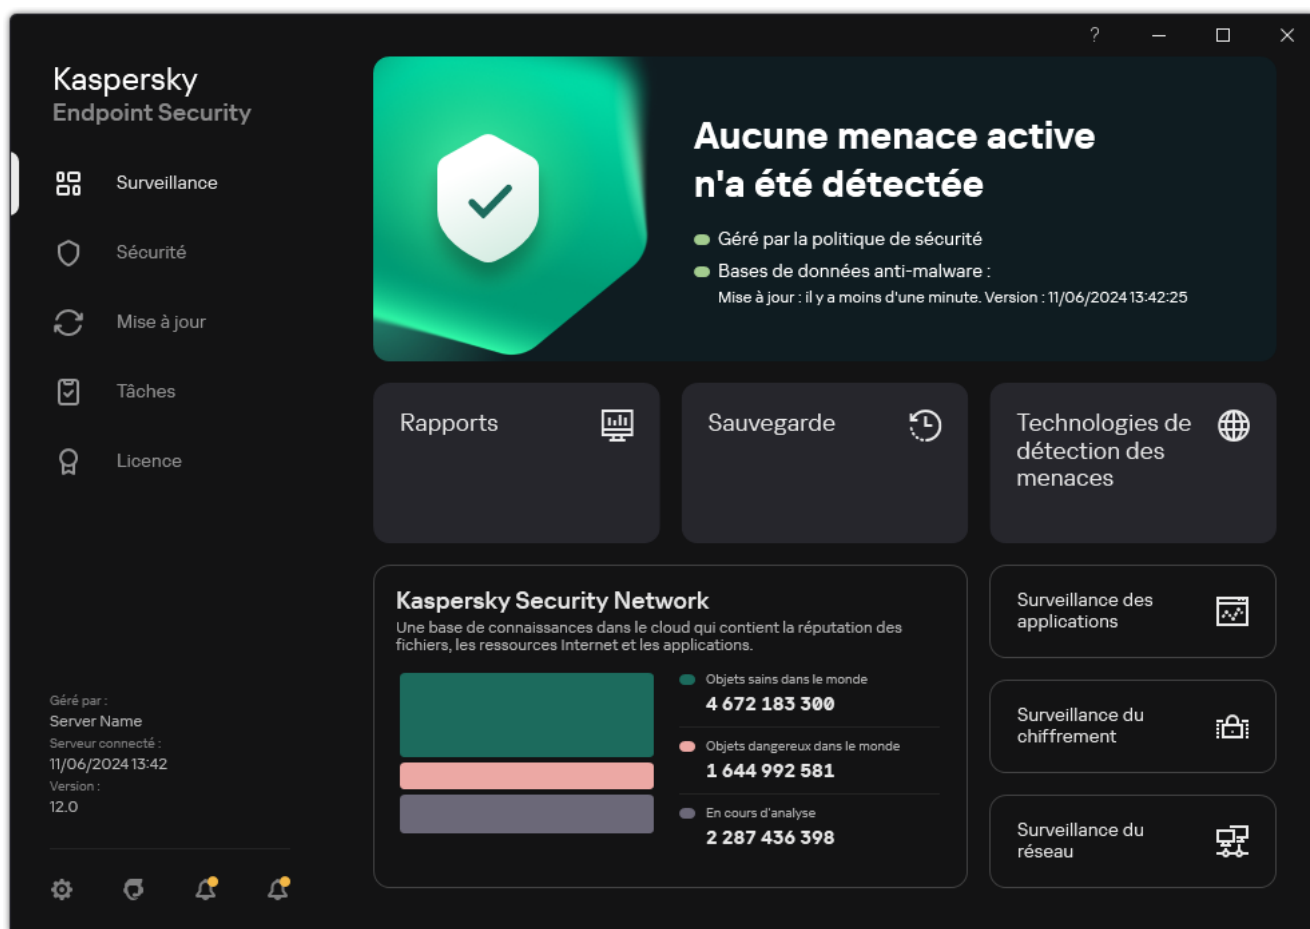 ?
Kaspersky
Endpoint Security
Surveillance
Sécurité
Mise à jour
Tâches
Licence
Géré par :
Server Name
Serveur connecté :
11/06/2024 13:42
Version :
12.0
Aucune menace active
n'a été détectée
Géré par la politique de sécurité
Bases de données anti-malware :
Mise à jour : il y a moins d'une minute. Version : 11/06/2024 13:42:25
Rapports
Sauvegarde
Technologies de
détection des
menaces
Kaspersky Security Network
Une base de connaissances dans le cloud qui contient la réputation des
fichiers, les ressources Internet et les applications.
Objets sains dans le monde
4 672 183 300
Objets dangereux dans le monde
1 644 992 581
En cours d'analyse
2 287 436 398
Surveillance des
applications
Surveillance du
chiffrement
Surveillance du
réseau